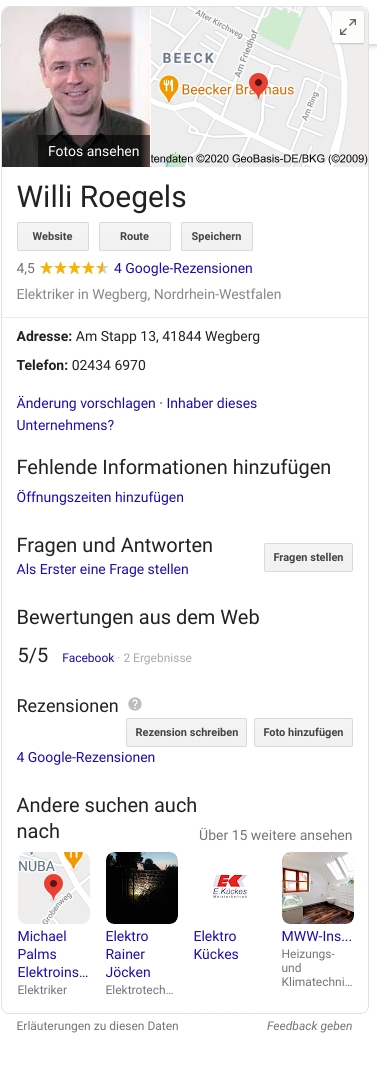 Alter Kirchweg
Am Friedhof
BEECK
Beecker Brauhaus
Am Ring
Fotos ansehen
tendaten ©2020 GeoBasis-DE/BKG (©2009)
Willi Roegels
Website Route Speichern
4,5 4 Google-Rezensionen
Elektriker in Wegberg, Nordrhein-Westfalen
Adresse: Am Stapp 13, 41844 Wegberg
Telefon: 02434 6970
Änderung vorschlagen · Inhaber dieses
Unternehmens?
Fehlende Informationen hinzufügen
Öffnungszeiten hinzufügen
Fragen und Antworten
Fragen stellen
Als Erster eine Frage stellen
Bewertungen aus dem Web
5/5 Facebook · 2 Ergebnisse
Rezensionen ?
Rezension schreiben Foto hinzufügen
4 Google-Rezensionen
Andere suchen auch
nach Über 15 weitere ansehen
NUBA
Grobenweg
EK
E.Kückes
Meisterbetrieb
Michael
Palms
Elektroins...
Elektriker
Elektro
Rainer
Jöcken
Elektrotech...
Elektro
Kückes
MWW-Ins...
Heizungs-
und
Klimatechni...
Erläuterungen zu diesen Daten Feedback geben